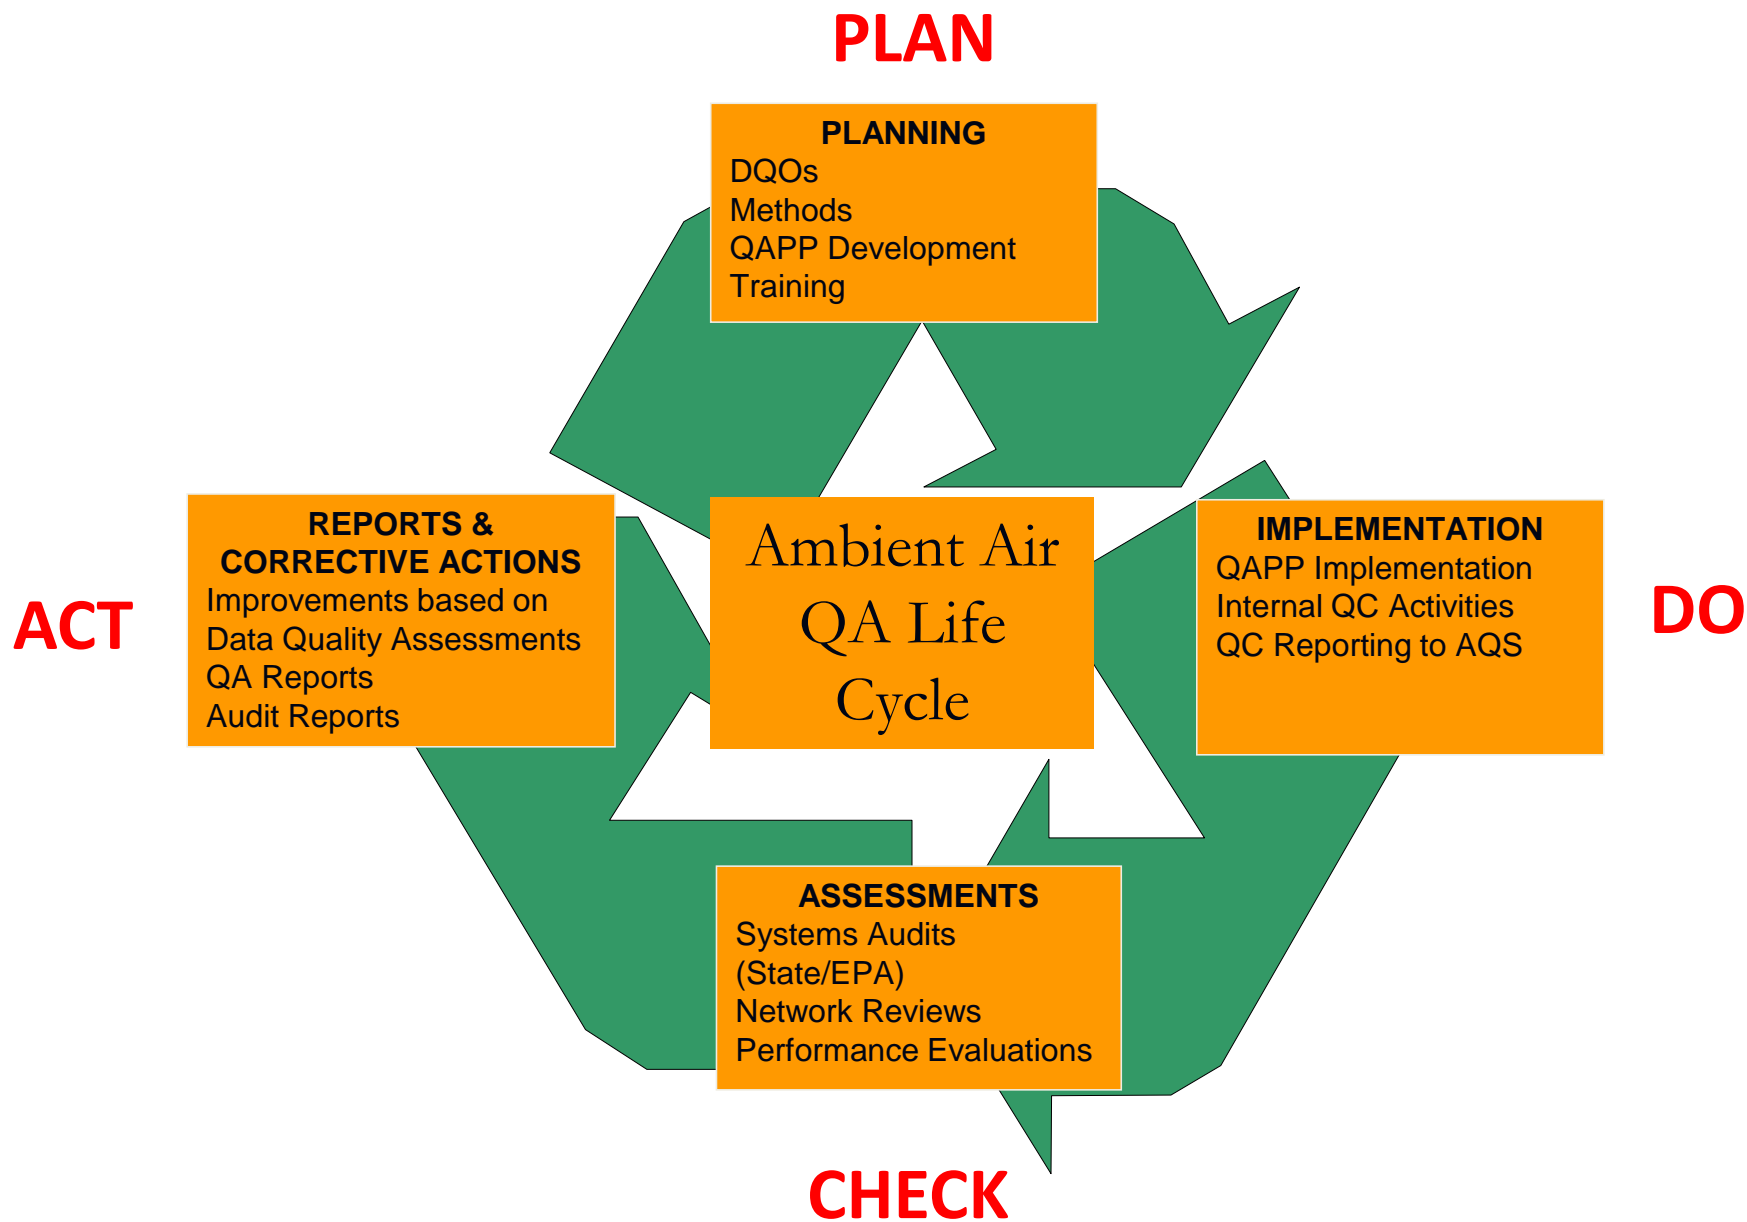 PLAN
PLANNING
DQOs
Methods
QAPP Development
Training
REPORTS &
CORRECTIVE ACTIONS
Improvements based on
Data Quality Assessments
QA Reports
Audit Reports
ACT
Ambient Air
QA Life
Cycle
IMPLEMENTATION
QAPP Implementation
Internal QC Activities
QC Reporting to AQS
DO
ASSESSMENTS
Systems Audits
(State/EPA)
Network Reviews
Performance Evaluations
CHECK